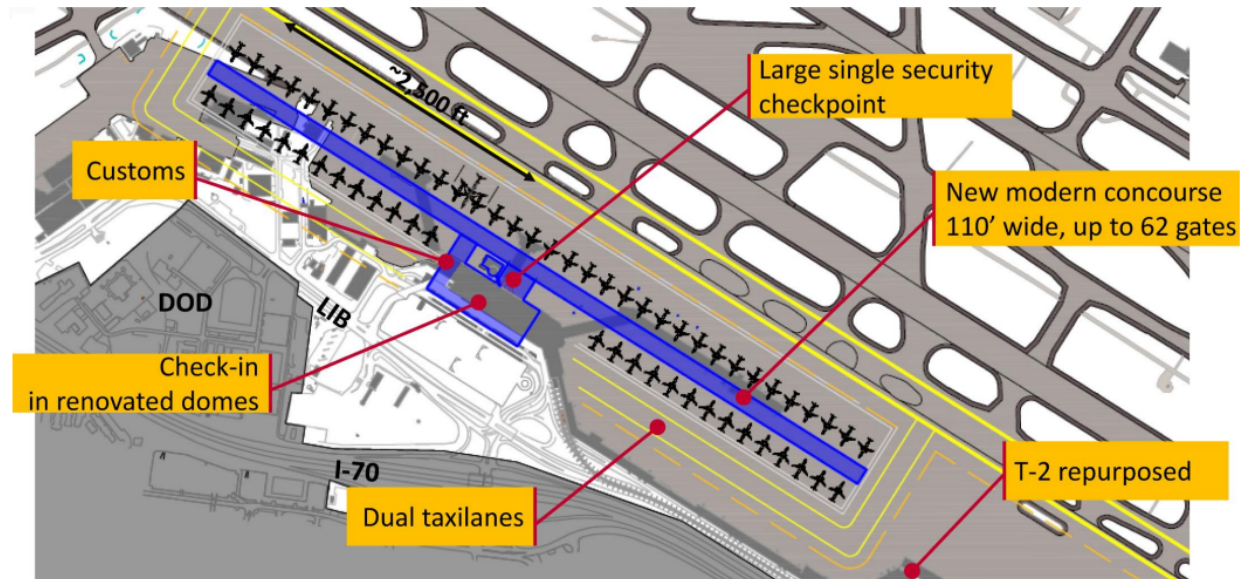 ~2,500 ft
Large single security
checkpoint
Customs
New modern concourse
110' wide, up to 62 gates
DOD
LIB
Check-in
in renovated domes
I-70
T-2 repurposed
Dual taxilanes